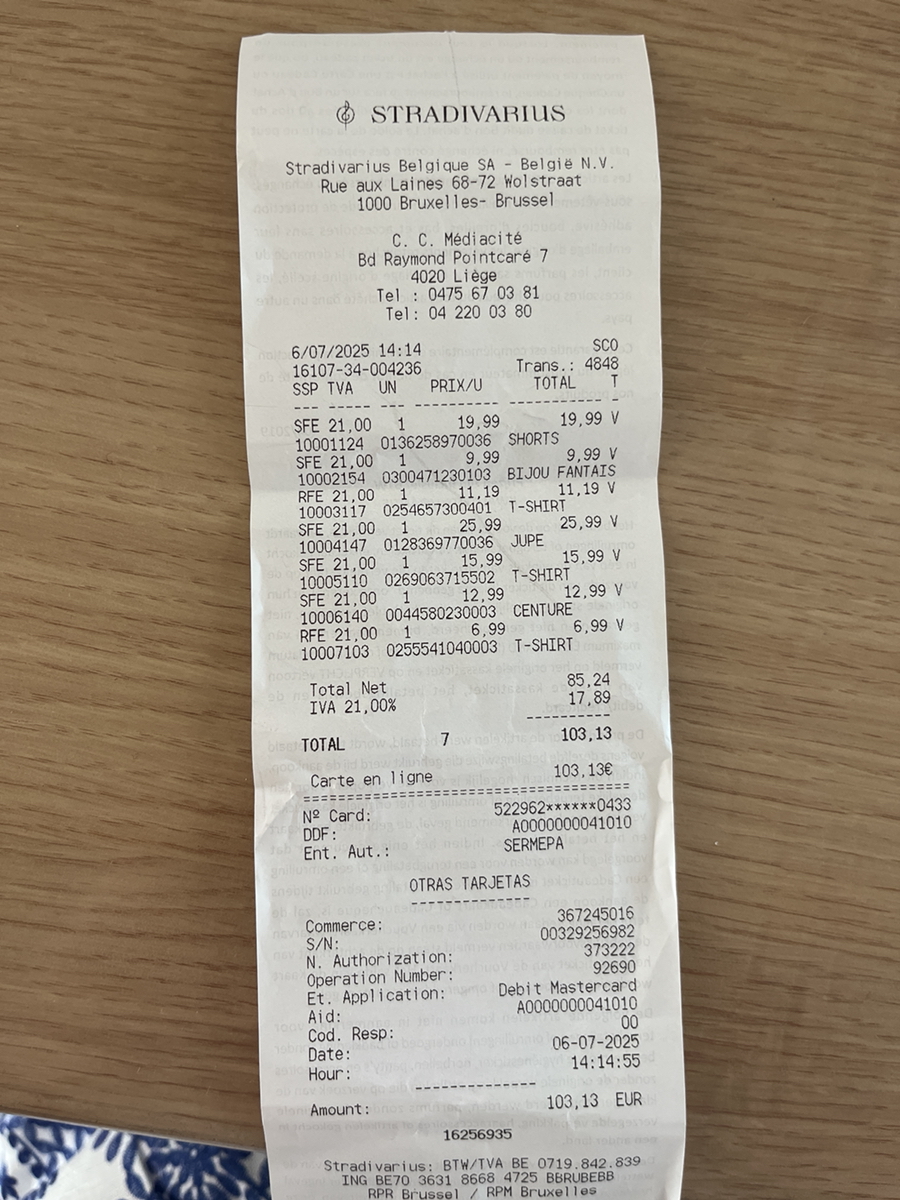 STRADIVARIUS
Stradivarius Belgique SA - België N.V.
Rue aux Laines 68-72 Wolstraat
1000 Bruxelles- Brussel
C. C. Médiacité
Bd Raymond Pointcaré 7
4020 Liège
Tel : 0475 67 03 81
Tel: 04 220 03 80
6/07/2025 14:14 SCO
16107-34-004236 Trans.: 4848
SSP TVA UN PRIX/U TOTAL T
--- ----- --- ---------- ----------- -
SFE 21,00 1 19,99 19,99 V
10001124 0136258970036 SHORTS
SFE 21,00 1 9,99 9,99 V
10002154 0300471230103 BIJOU FANTAIS
RFE 21,00 1 11,19 11,19 V
10003117 0254657300401 T-SHIRT
SFE 21,00 1 25,99 25,99 V
10004147 0128369770036 JUPE
SFE 21,00 1 15,99 15,99 V
10005110 0269063715502 T-SHIRT
SFE 21,00 1 12,99 12,99 V
10006140 0044580230003 CENTURE
RFE 21,00 1 6,99 6,99 V
10007103 0255541040003 T-SHIRT
Total Net 85,24
IVA 21,00% 17,89
----------
TOTAL 7 103,13
Carte en ligne 103,13€
======================================
Nº Card: 522962******0433
DDF: A0000000041010
Ent. Aut.: SERMEPA
OTRAS TARJETAS
--------------
Commerce: 367245016
S/N: 00329256982
N. Authorization: 373222
Operation Number: 92690
Et. Application: Debit Mastercard
Aid: A0000000041010
Cod. Resp: 00
Date: 06-07-2025
Hour: 14:14:55
--------------
Amount: 103,13 EUR
16256935
Stradivarius: BTW/TVA BE 0719.842.839
ING BE70 3631 8668 4725 BBRUBEBB
RPR Brussel / RPM Bruxelles